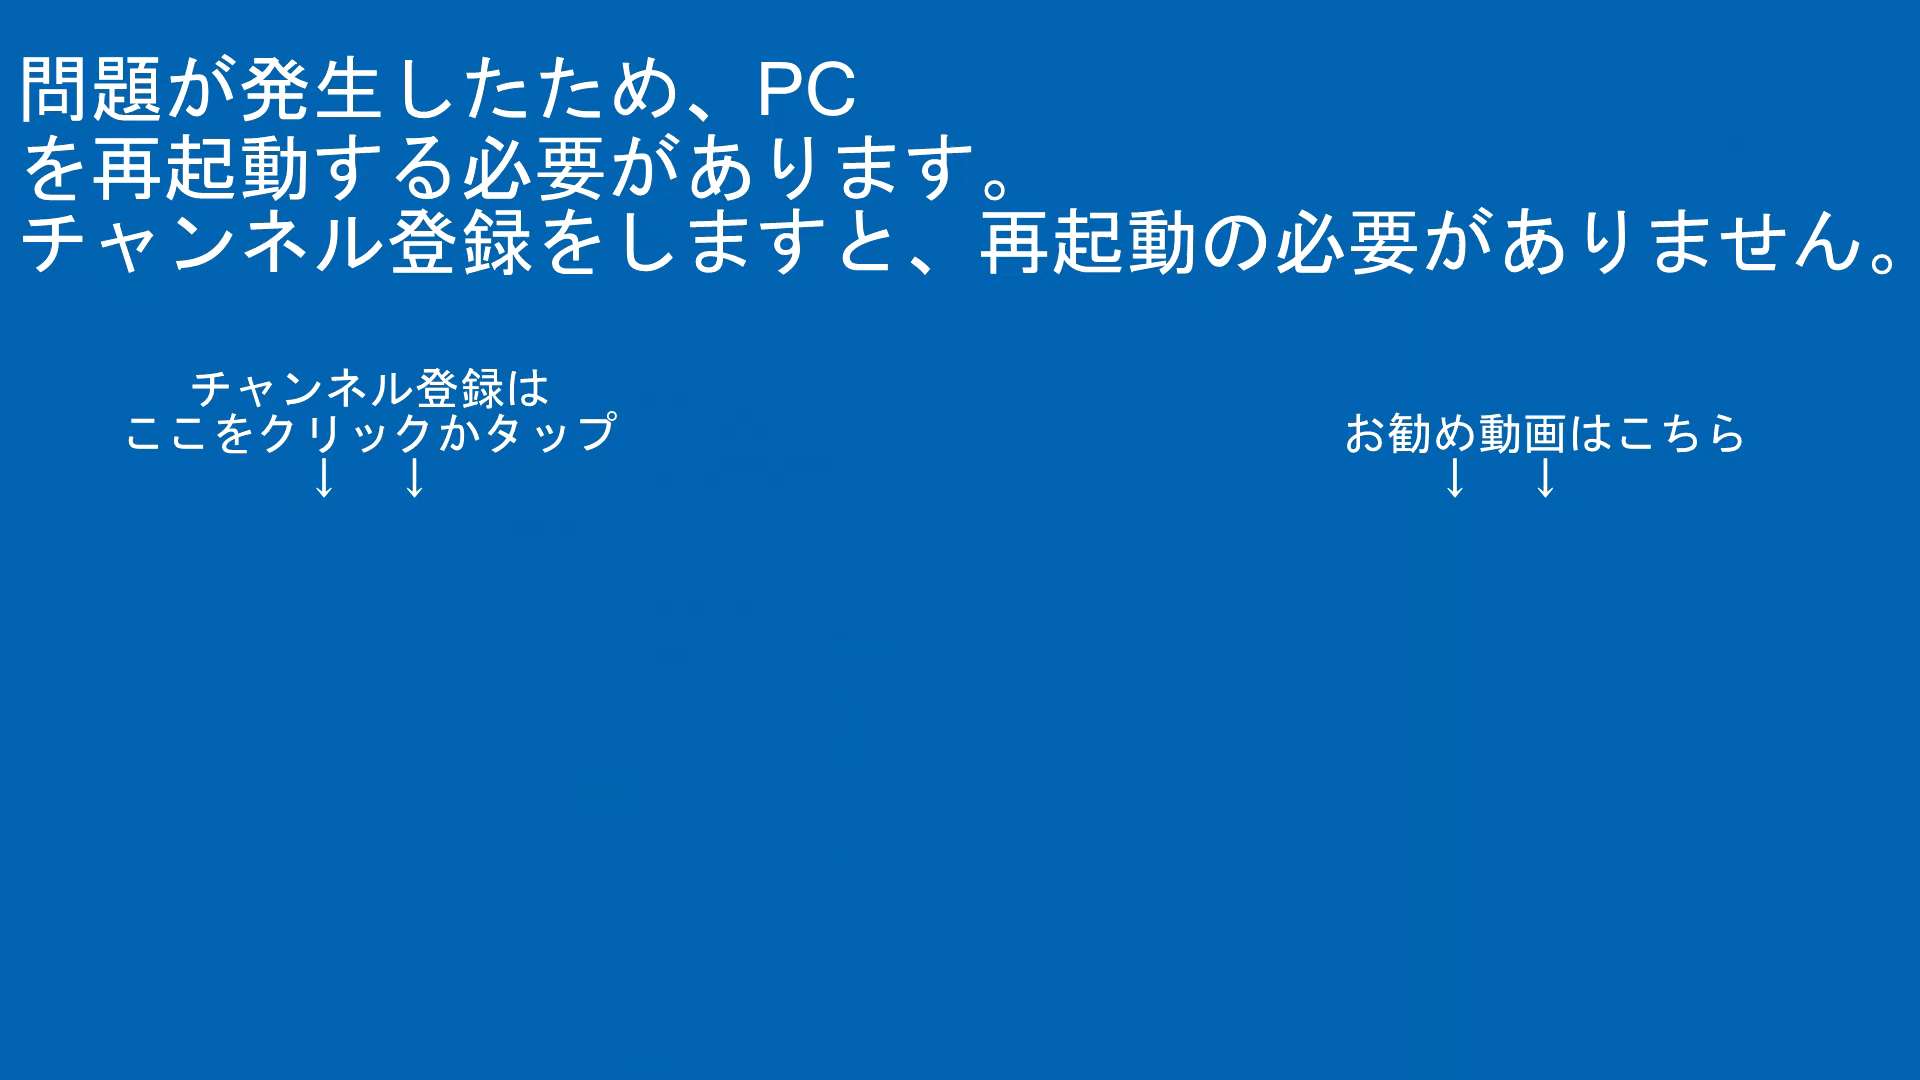 問題が発生したため、PC
を再起動する必要があります。
チャンネル登録をしますと、再起動の必要がありません。
チャンネル登録は
ここをクリックかタップ
↓　↓
お勧め動画はこちら
↓　↓